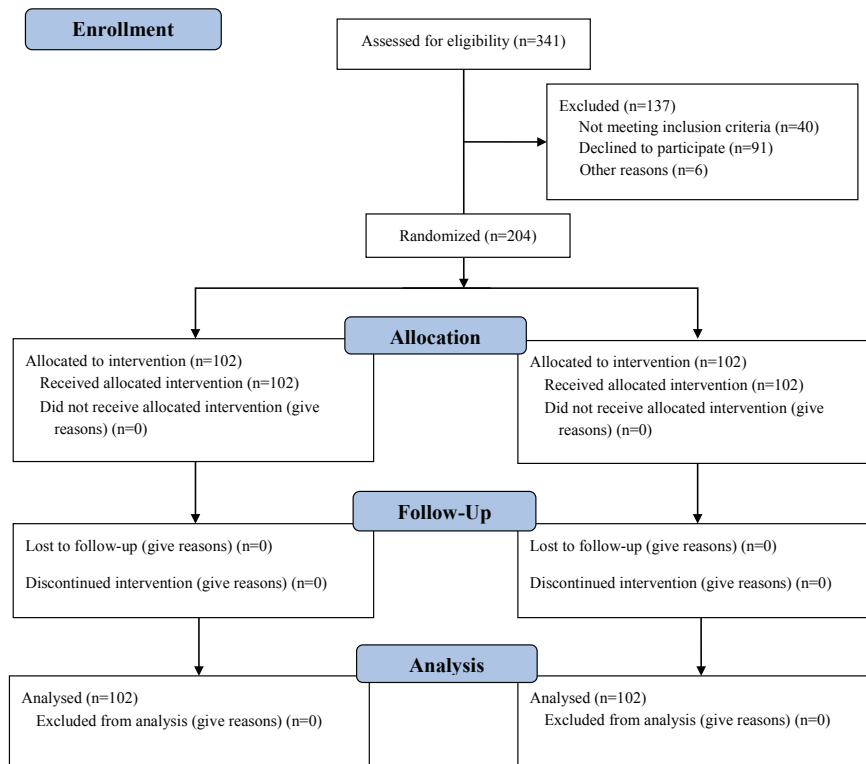 Enrollment
Assessed for eligibility (n=341)
Excluded (n=137)
Not meeting inclusion criteria (n=40)
Declined to participate (n=91)
Other reasons (n=6)
Randomized (n=204)
Allocation
Allocated to intervention (n=102)
Received allocated intervention (n=102)
Did not receive allocated intervention (give
reasons) (n=0)
Allocated to intervention (n=102)
Received allocated intervention (n=102)
Did not receive allocated intervention (give
reasons) (n=0)
Follow-Up
Lost to follow-up (give reasons) (n=0)
Discontinued intervention (give reasons) (n=0)
Lost to follow-up (give reasons) (n=0)
Discontinued intervention (give reasons) (n=0)
Analysis
Analysed (n=102)
Excluded from analysis (give reasons) (n=0)
Analysed (n=102)
Excluded from analysis (give reasons) (n=0)